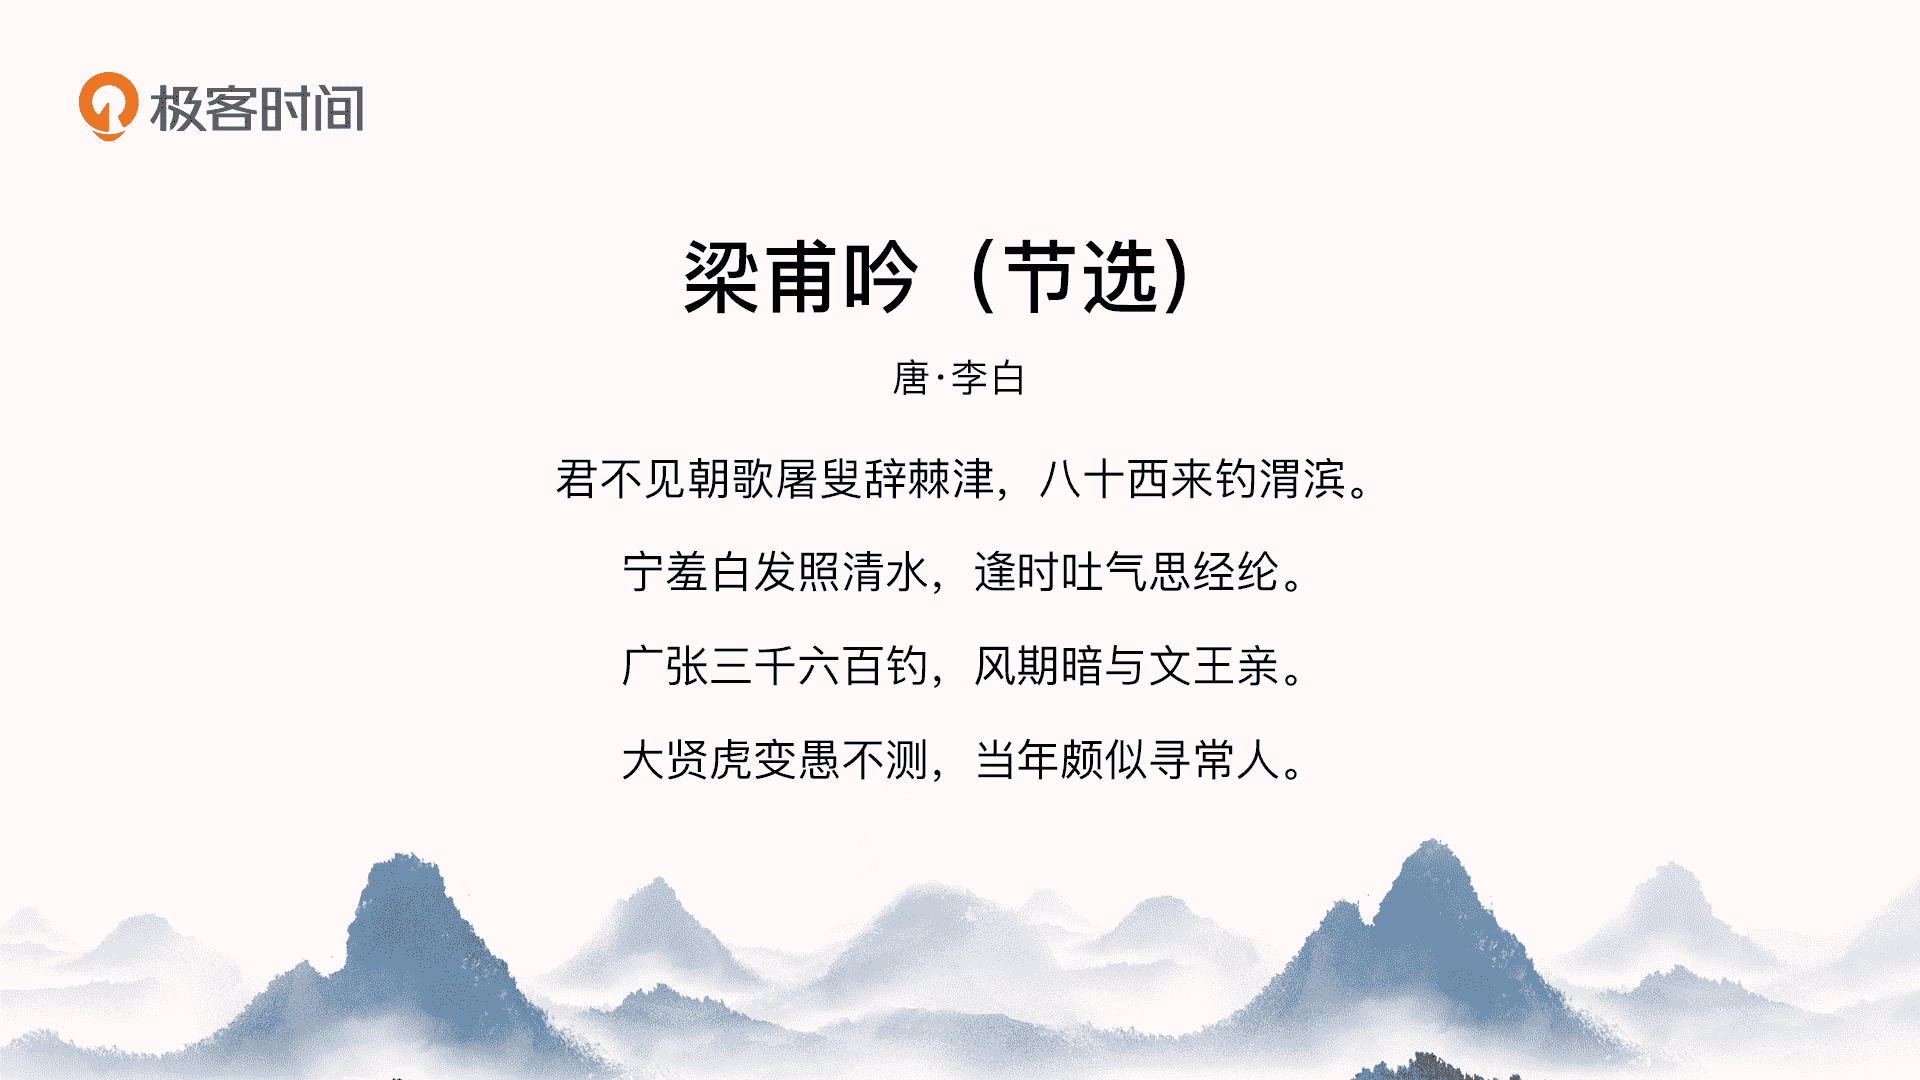 极客时间
梁甫吟（节选）
唐·李白
君不见朝歌屠叟辞棘津，八十西来钓渭滨。
宁羞白发照清水，逢时吐气思经纶。
广张三千六百钓，风期暗与文王亲。
大贤虎变愚不测，当年颇似寻常人。